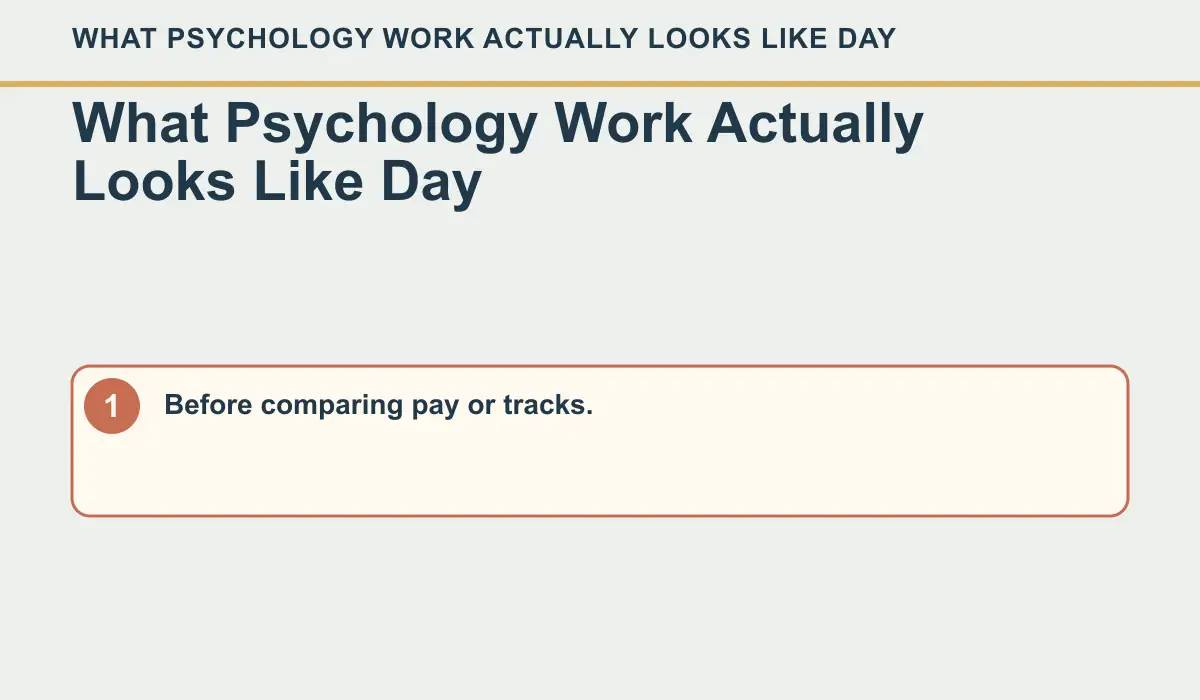 WHAT PSYCHOLOGY WORK ACTUALLY LOOKS LIKE DAY
What Psychology Work Actually
Looks Like Day
1 Before comparing pay or tracks.